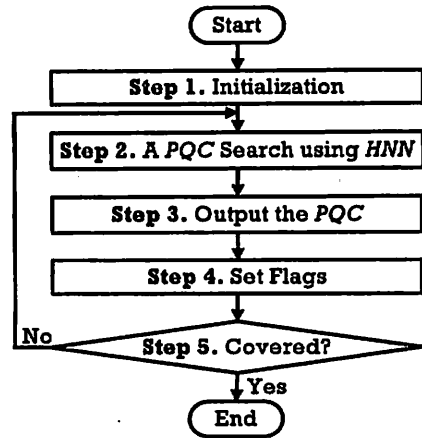 Start
Step 1. Initialization
Step 2. A PQC Search using HNN
Step 3. Output the PQC
Step 4. Set Flags
Step 5. Covered?
No
Yes
End